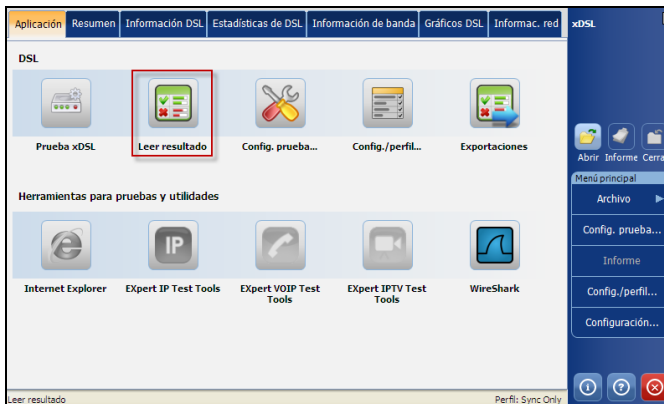 Aplicación Resumen Información DSL Estadísticas de DSL Información de banda Gráficos DSL Informac. red
xDSL
DSL
Prueba xDSL Leer resultado Config. prueba... Config./perfil... Exportaciones
Abrir Informe Cerra
Menú principal
Archivo
Herramientas para pruebas y utilidades
Config. prueba...
IP
Informe
Internet Explorer EXpert IP Test Tools EXpert VOIP Test Tools EXpert IPTV Test Tools WireShark
Config./perfil...
Configuración...
Leer resultado Perfil: Sync Only